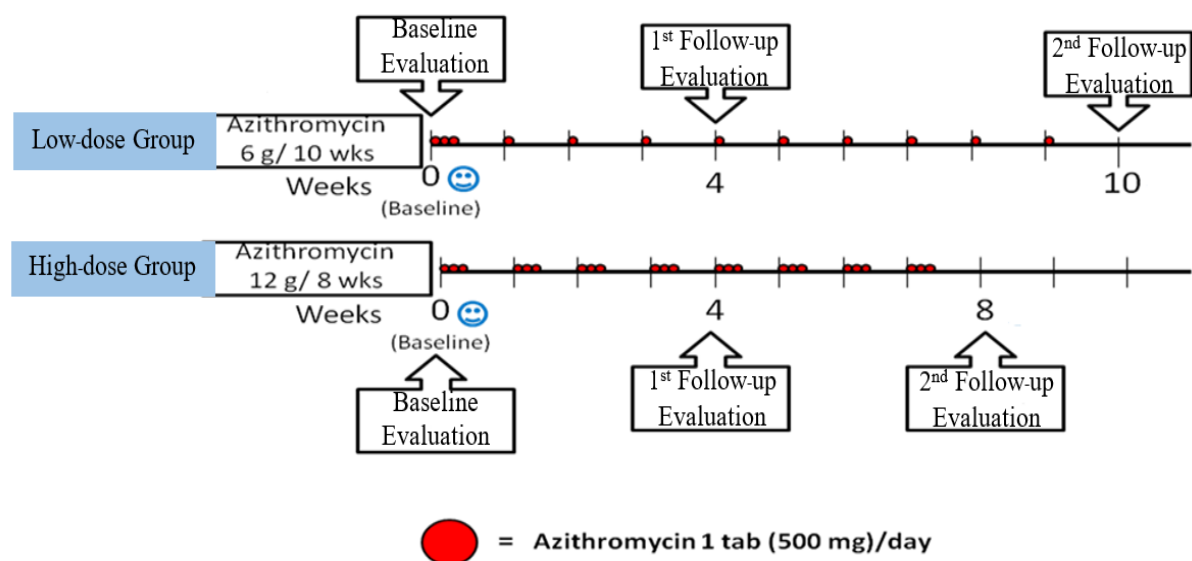 Baseline
Evaluation
1st Follow-up
Evaluation
2nd Follow-up
Evaluation
Low-dose Group
Azithromycin
6 g/ 10 wks
Weeks
0
4
10
(Baseline)
High-dose Group
Azithromycin
12 g/ 8 wks
Weeks
0
4
8
(Baseline)
Baseline
Evaluation
1st Follow-up
Evaluation
2nd Follow-up
Evaluation
= Azithromycin 1 tab (500 mg)/day